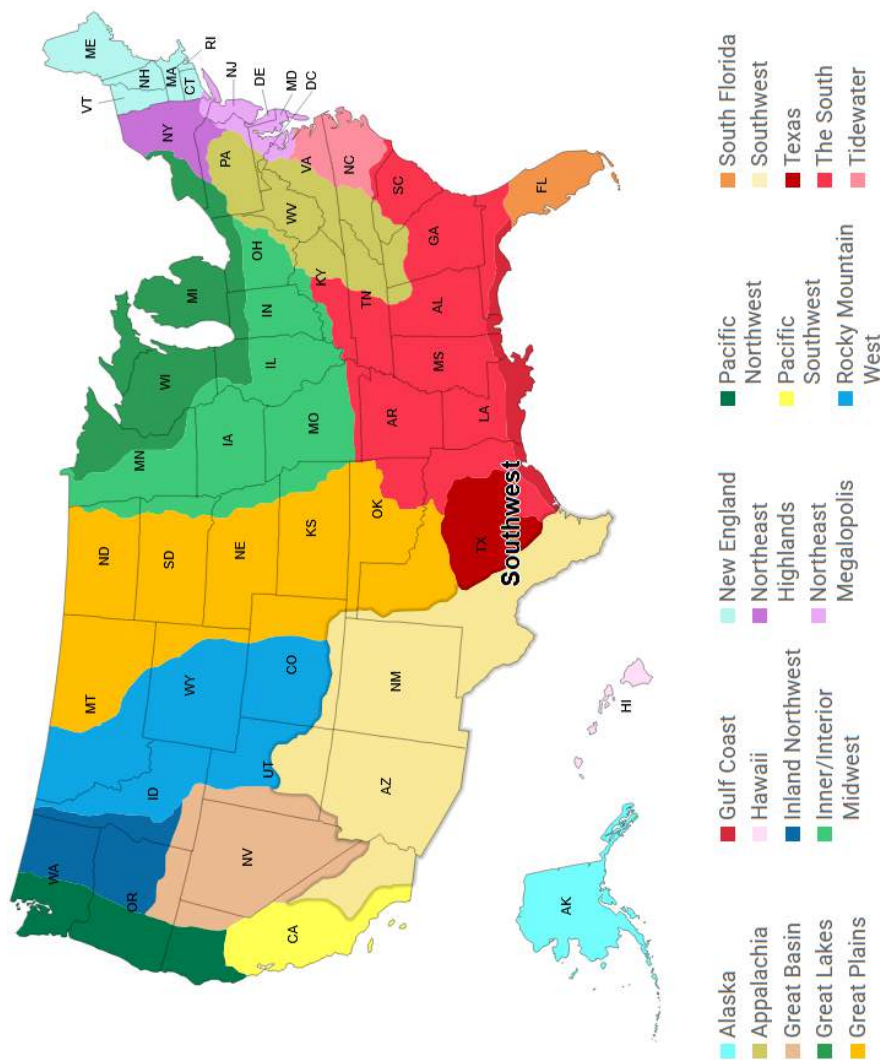 ME
VT
NH
MA
RI
CT
NY
NJ
DE
MD
DC
PA
VA
WV
NC
SC
OH
KY
TN
GA
FL
MI
IN
AL
WI
IL
MS
MN
IA
MO
AR
LA
ND
SD
NE
KS
OK
TX
Southwest
MT
WY
CO
NM
ID
UT
AZ
WA
OR
NV
CA
AK
HI
Alaska
Appalachia
Great Basin
Great Lakes
Great Plains
Gulf Coast
Hawaii
Inland Northwest
Inner/Interior
Midwest
New England
Northeast
Highlands
Northeast
Megalopolis
Pacific
Northwest
Pacific
Southwest
Rocky Mountain
West
South Florida
Southwest
Texas
The South
Tidewater